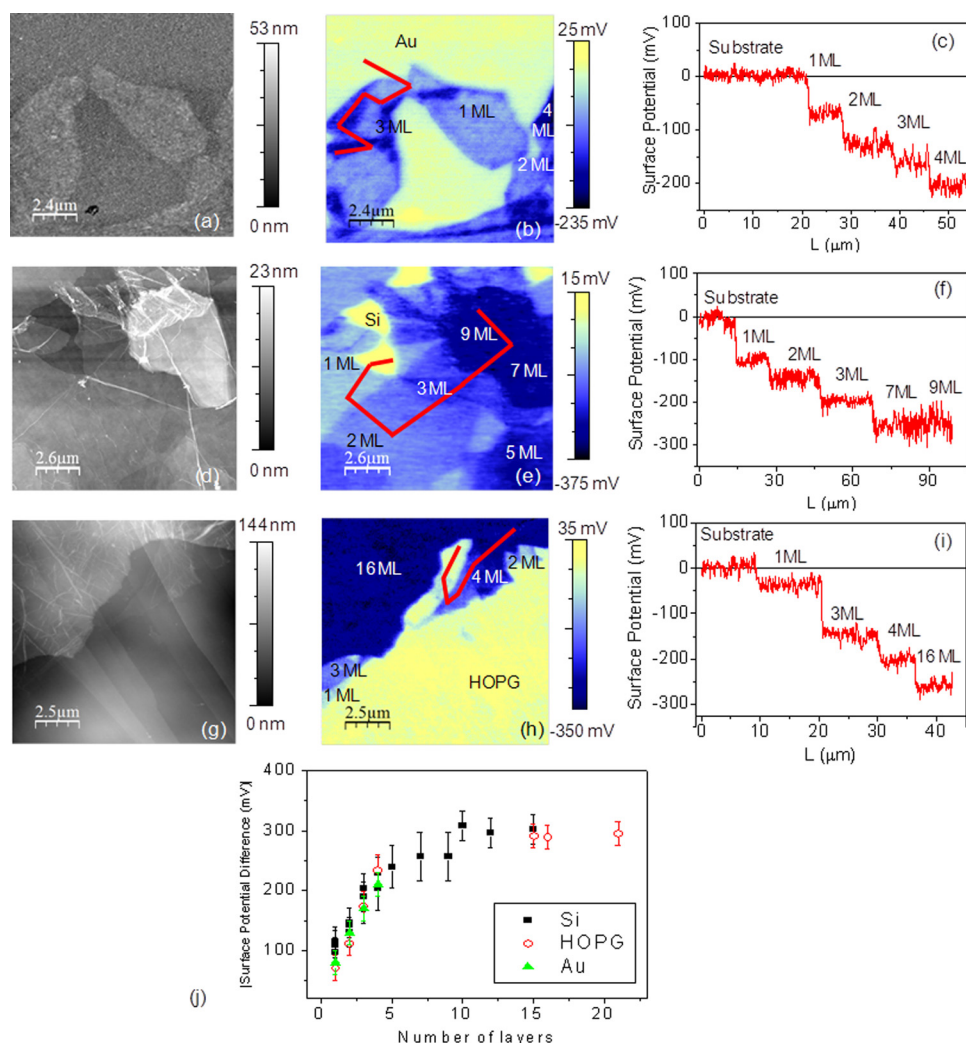 53 nm
0 nm
2.4µm
(a)
25 mV
Au
1 ML
3 ML
4 ML
2 ML
2.4µm
(b)
-235 mV
(c)
Surface Potential (mV)
100
0
-100
-200
Substrate
1ML
2ML
3ML
4ML
0 10 20 30 40 50
L (µm)
23 nm
0 nm
2.6µm
(d)
15 mV
Si
9 ML
1 ML
3 ML
7 ML
2 ML
5 ML
2.6µm
(e)
-375 mV
(f)
Surface Potential (mV)
100
0
-100
-200
-300
Substrate
1ML
2ML
3ML
7ML
9ML
0 30 60 90
L (µm)
144 nm
0 nm
2.5µm
(g)
35 mV
16 ML
4 ML
2 ML
3 ML
1 ML
HOPG
2.5µm
(h)
-350 mV
(i)
Surface Potential (mV)
100
0
-100
-200
-300
Substrate
1ML
3ML
4ML
16 ML
0 10 20 30 40
L (µm)
|Surface Potential Difference (mV)|
400
300
200
100
Si
HOPG
Au
0 5 10 15 20
Number of layers
(j)